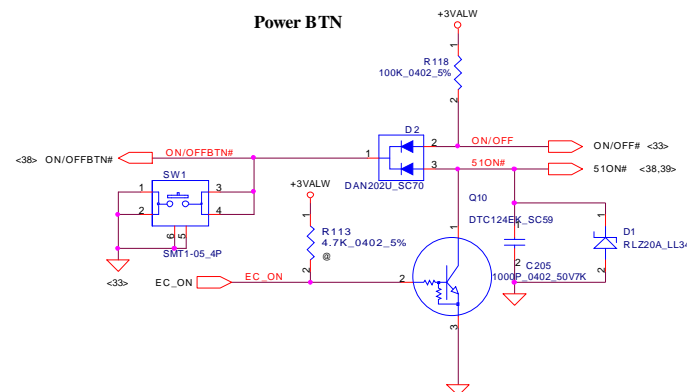 Power BTN
+3VALW
1
R118
100K_0402_5%
2
D2
<38> ON/OFFBTN#
ON/OFFBTN#
1
2
ON/OFF
ON/OFF# <33>
3
51ON#
51ON# <38,39>
DAN202U_SC70
SW1
1
3
2
4
6
5
SMT1-05_4P
<33>
+3VALW
1
R113
4.7K_0402_5%
@
2
EC_ON
EC_ON
2
Q10
DTC124EK_SC59
1
3
1
2
C205
1000P_0402_50V7K
1
D1
RLZ20A_LL34
2